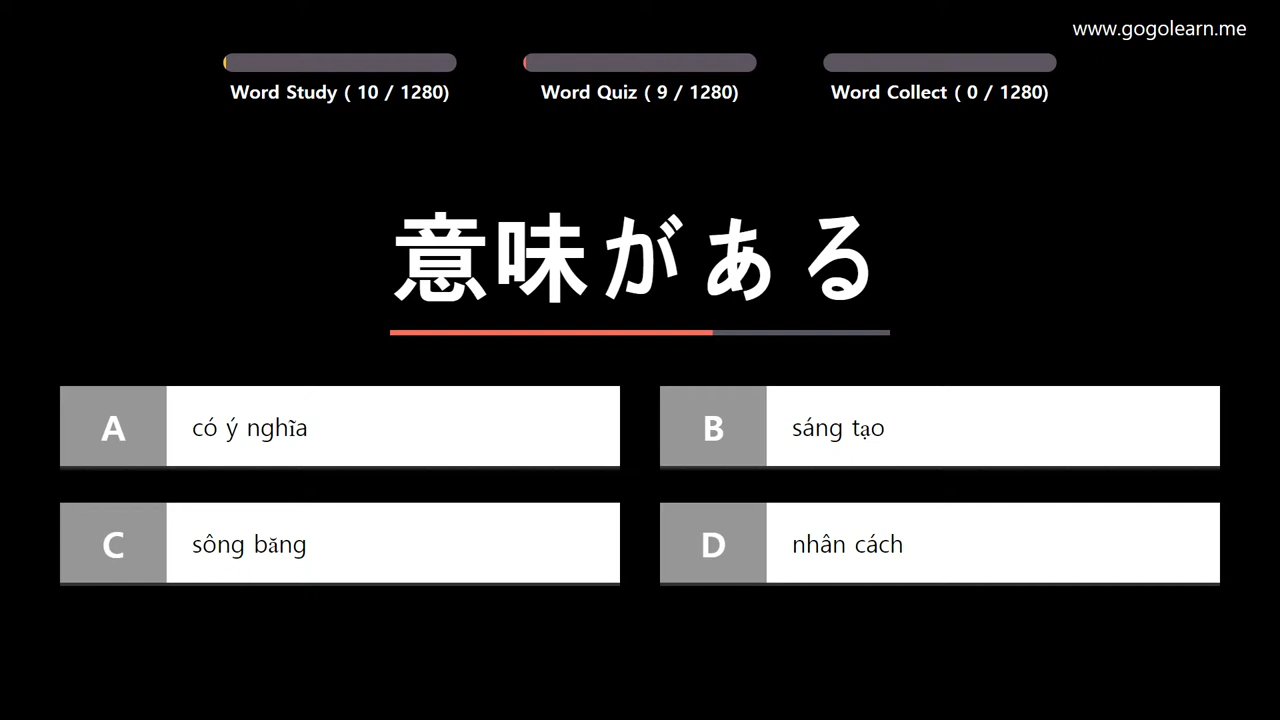 www.gogolearn.me
Word Study ( 10 / 1280)
Word Quiz ( 9 / 1280)
Word Collect ( 0 / 1280)
意味がある
A có ý nghĩa
B sáng tạo
C sông băng
D nhân cách